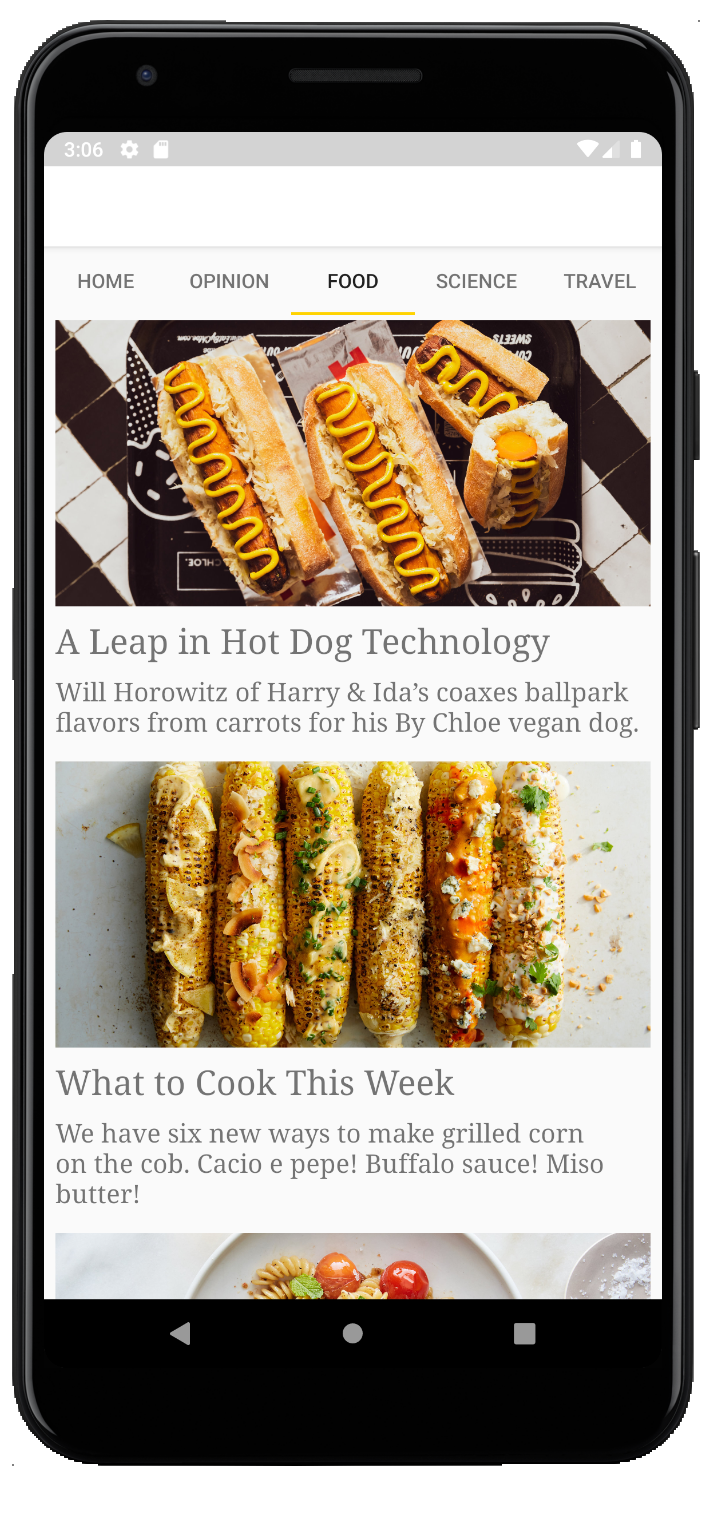 3:06
HOME OPINION FOOD SCIENCE TRAVEL
SWEETS
CHLOE.
A Leap in Hot Dog Technology
Will Horowitz of Harry & Ida’s coaxes ballpark
flavors from carrots for his By Chloe vegan dog.
What to Cook This Week
We have six new ways to make grilled corn
on the cob. Cacio e pepe! Buffalo sauce! Miso
butter!